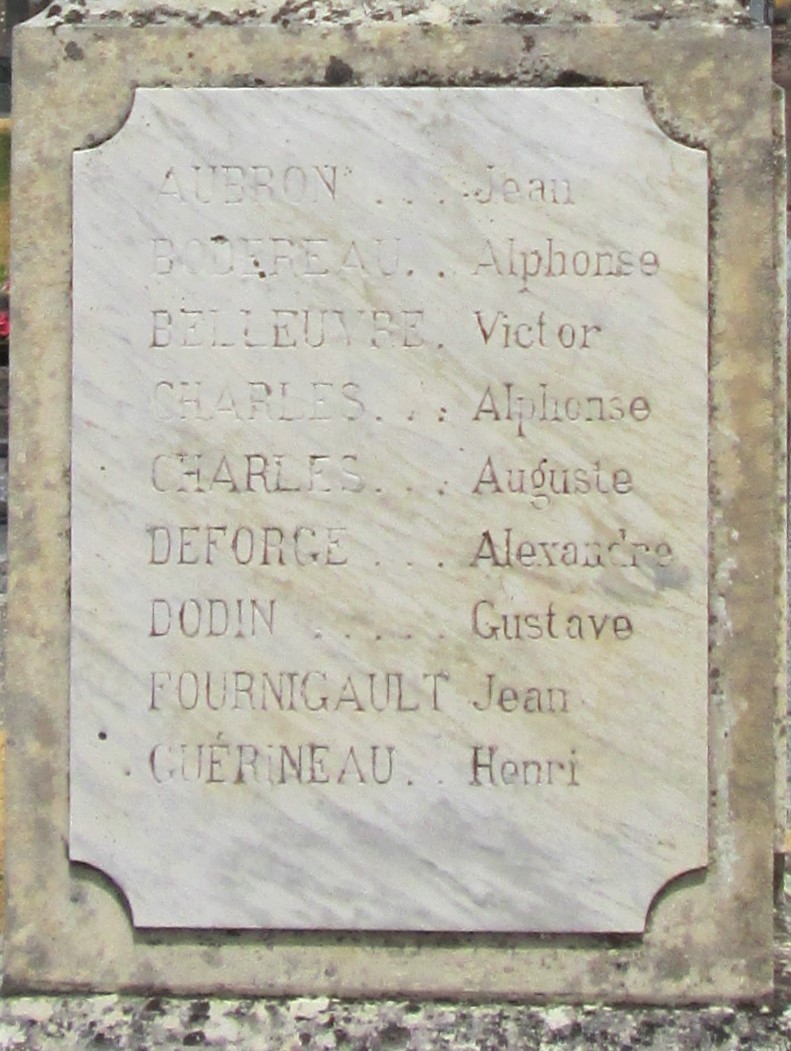 AUBRON . . . . Jean
BODEREAU . . Alphonse
BELLEUVRE . Victor
CHARLES . . . Alphonse
CHARLES . . . Auguste
DEFORGE . . . Alexandre
DODIN . . . . . Gustave
FOURNIGAULT Jean
GUÉRINEAU . . Henri